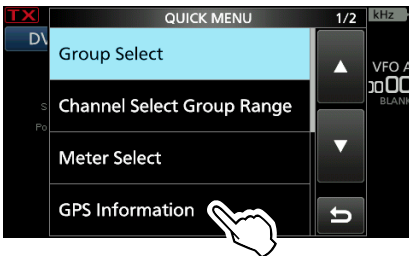 TX QUICK MENU 1/2 kHz
DV
Group Select
VFO A
Channel Select Group Range
BLANK
Meter Select
GPS Information